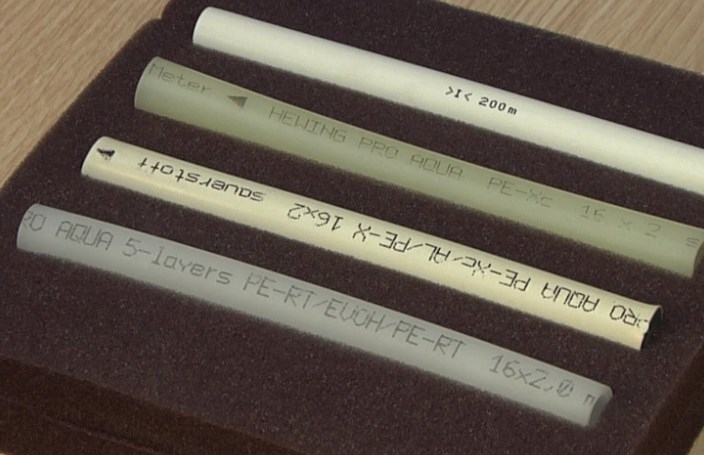 >I< 200m
Meter ◄ HEWING PRO AQUA PE-Xc 16 x 2
RO AQUA PE-Xc/AL/PE-X 16x2 sauerstoff
RO AQUA 5-layers PE-RT/EVOH/PE-RT 16x2,0